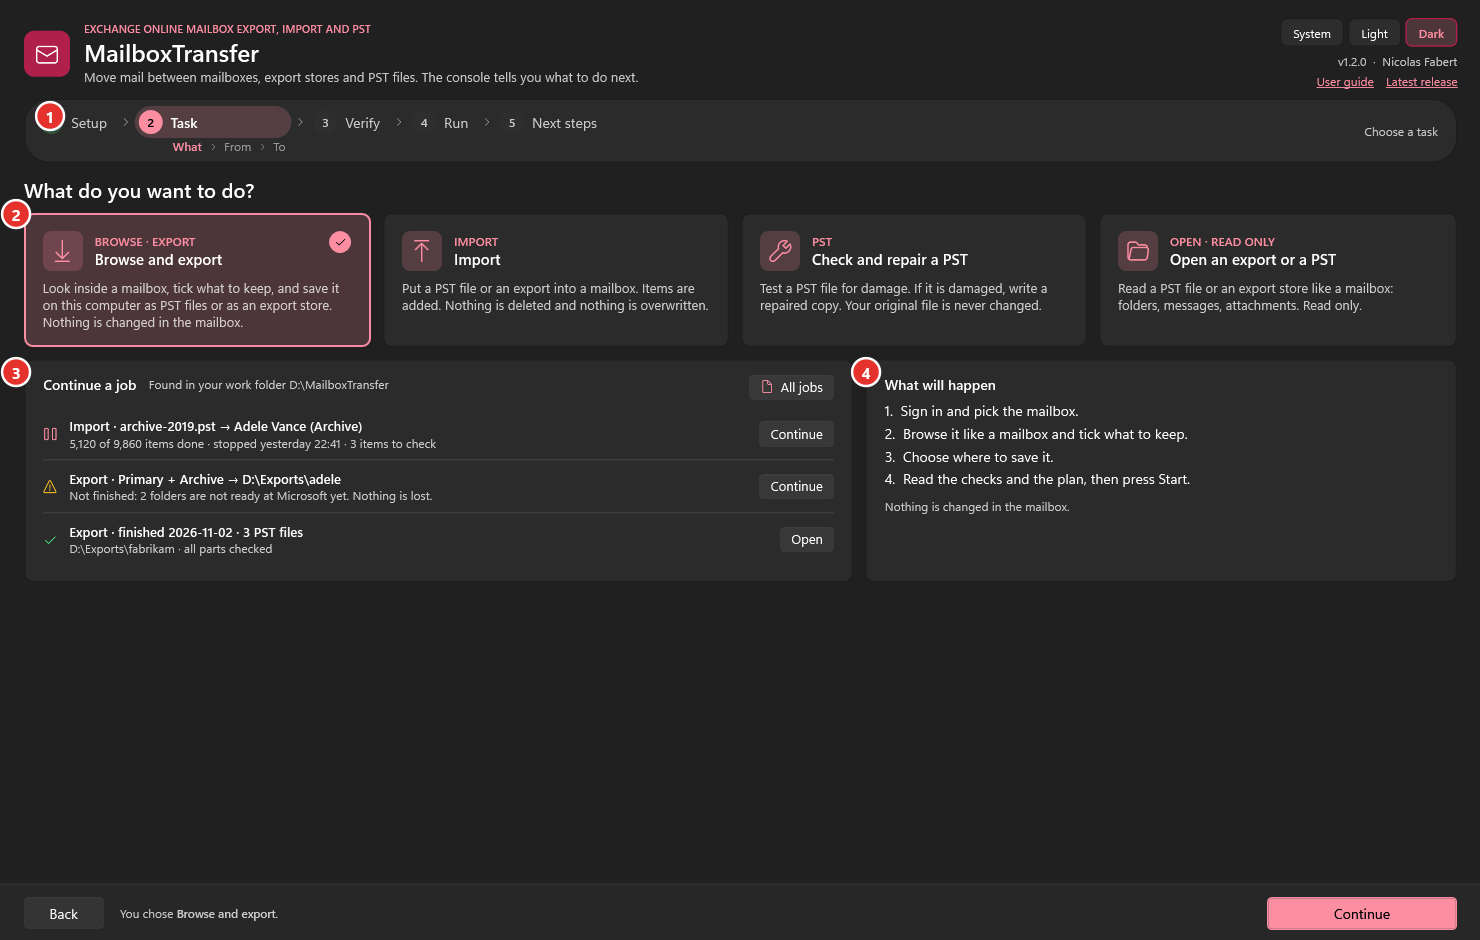 EXCHANGE ONLINE MAILBOX EXPORT, IMPORT AND PST
MailboxTransfer
Move mail between mailboxes, export stores and PST files. The console tells you what to do next.
System
Light
Dark
v1.2.0 · Nicolas Fabert
User guide
Latest release
1
Setup
2
Task
3
Verify
4
Run
5
Next steps
What
From
To
Choose a task
What do you want to do?
2
BROWSE · EXPORT
Browse and export
Look inside a mailbox, tick what to keep, and save it
on this computer as PST files or as an export store.
Nothing is changed in the mailbox.
IMPORT
Import
Put a PST file or an export into a mailbox. Items are
added. Nothing is deleted and nothing is overwritten.
PST
Check and repair a PST
Test a PST file for damage. If it is damaged, write a
repaired copy. Your original file is never changed.
OPEN · READ ONLY
Open an export or a PST
Read a PST file or an export store like a mailbox:
folders, messages, attachments. Read only.
3
Continue a job
Found in your work folder D:\MailboxTransfer
All jobs
Import · archive-2019.pst → Adele Vance (Archive)
5,120 of 9,860 items done · stopped yesterday 22:41 · 3 items to check
Continue
Export · Primary + Archive → D:\Exports\adele
Not finished: 2 folders are not ready at Microsoft yet. Nothing is lost.
Continue
Export · finished 2026-11-02 · 3 PST files
D:\Exports\fabrikam · all parts checked
Open
4
What will happen
1. Sign in and pick the mailbox.
2. Browse it like a mailbox and tick what to keep.
3. Choose where to save it.
4. Read the checks and the plan, then press Start.
Nothing is changed in the mailbox.
Back
You chose Browse and export.
Continue